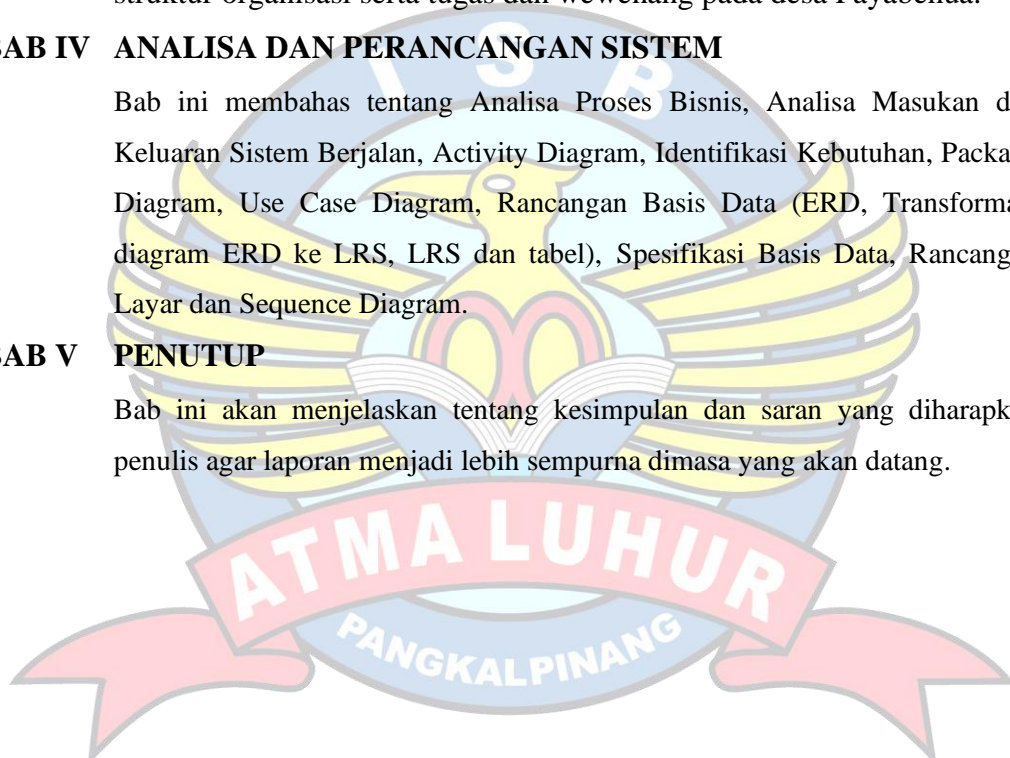 struktur organisasi serta tugas dan wewenang pada desa Payabenua.
BAB IV ANALISA DAN PERANCANGAN SISTEM
Bab ini membahas tentang Analisa Proses Bisnis, Analisa Masukan d
Keluaran Sistem Berjalan, Activity Diagram, Identifikasi Kebutuhan, Packa
Diagram, Use Case Diagram, Rancangan Basis Data (ERD, Transforma
diagram ERD ke LRS, LRS dan tabel), Spesifikasi Basis Data, Rancang
Layar dan Sequence Diagram.
BAB V PENUTUP
Bab ini akan menjelaskan tentang kesimpulan dan saran yang diharapk
penulis agar laporan menjadi lebih sempurna dimasa yang akan datang.
I S B
ATMA LUHUR
PANGKALPINANG